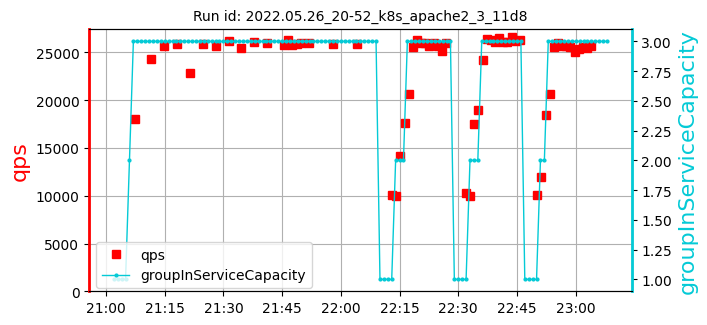 Run id: 2022.05.26_20-52_k8s_apache2_3_11d8
25000
20000
15000
10000
5000
0
qps
3.00
2.75
2.50
2.25
2.00
1.75
1.50
1.25
1.00
groupInServiceCapacity
qps
groupInServiceCapacity
21:00 21:15 21:30 21:45 22:00 22:15 22:30 22:45 23:00